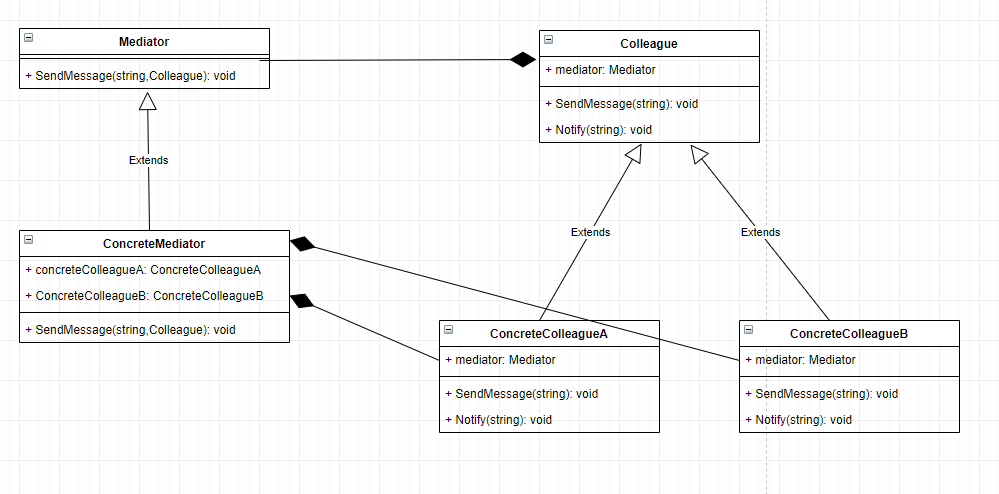 Mediator
+ SendMessage(string,Colleague): void
Colleague
+ mediator: Mediator
+ SendMessage(string): void
+ Notify(string): void
Extends
Extends
Extends
ConcreteMediator
+ concreteColleagueA: ConcreteColleagueA
+ ConcreteColleagueB: ConcreteColleagueB
+ SendMessage(string,Colleague): void
ConcreteColleagueA
+ mediator: Mediator
+ SendMessage(string): void
+ Notify(string): void
ConcreteColleagueB
+ mediator: Mediator
+ SendMessage(string): void
+ Notify(string): void